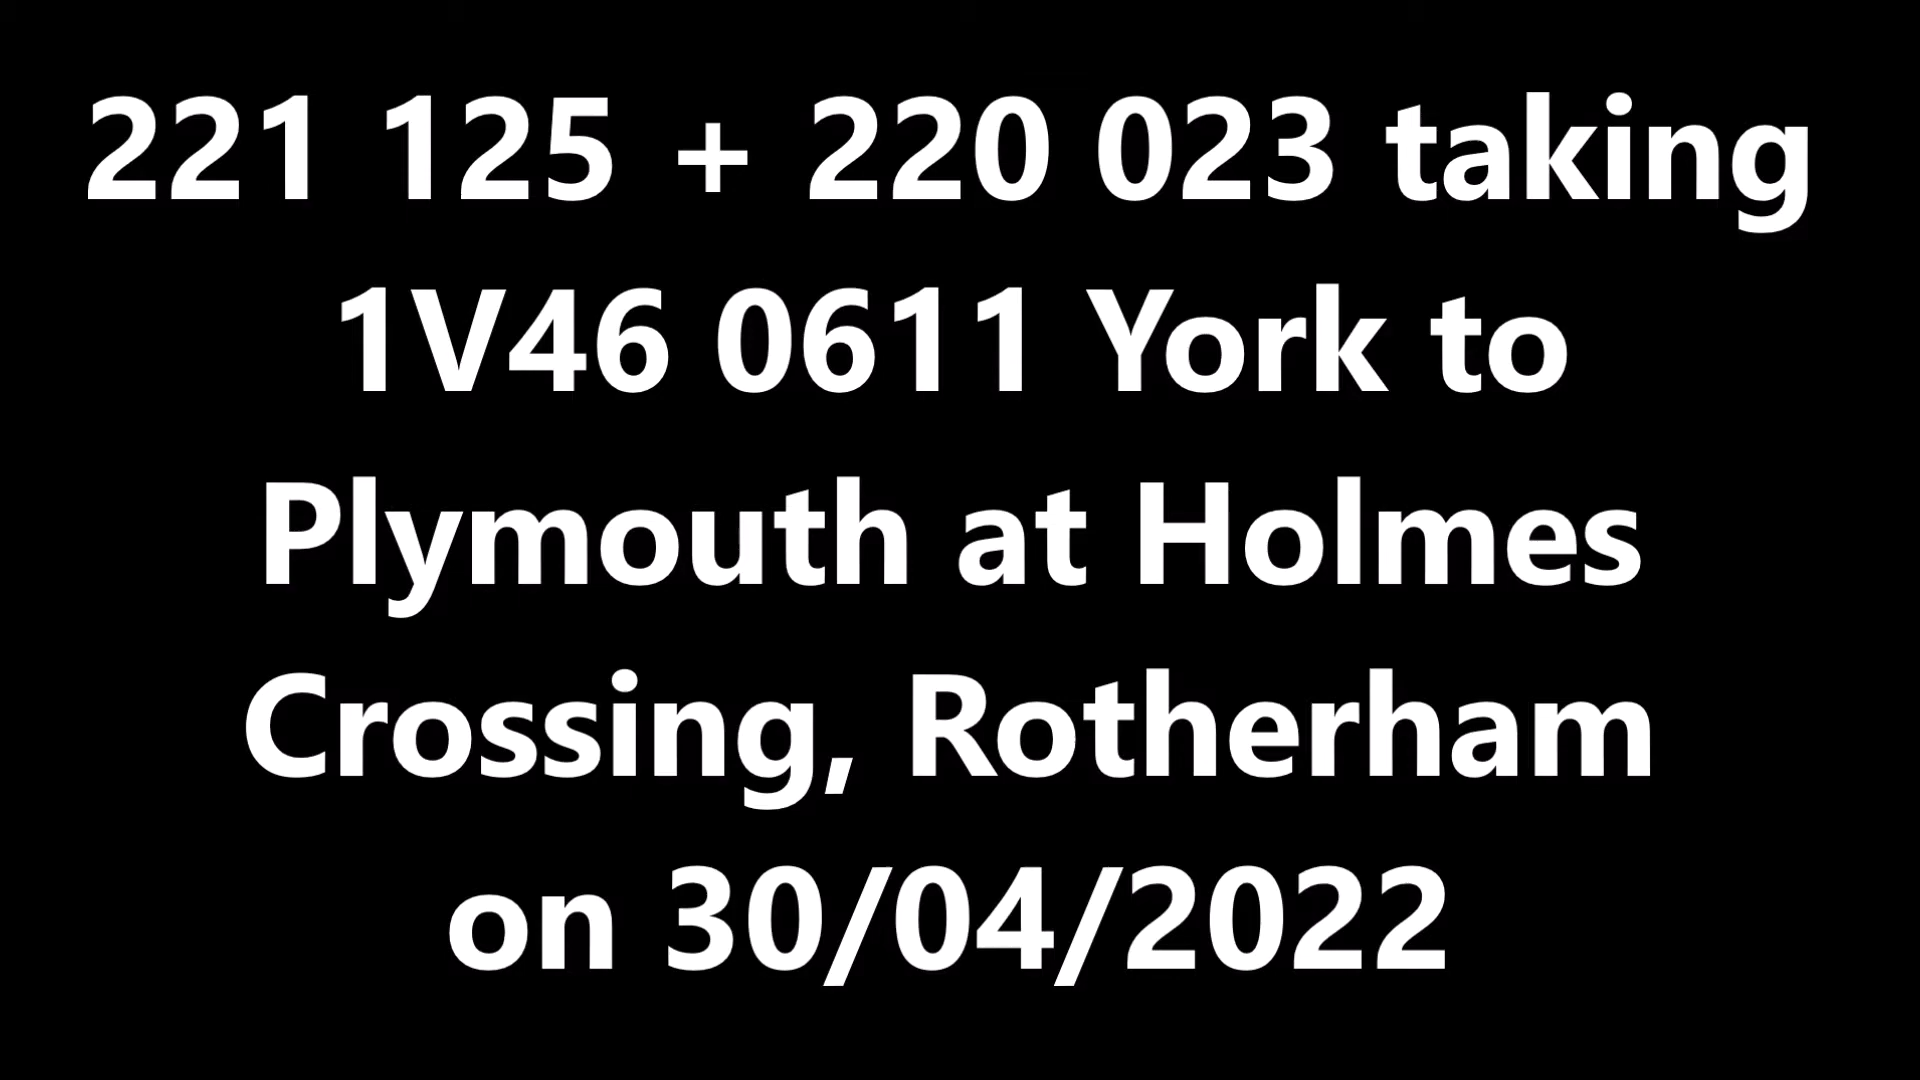 221 125 + 220 023 taking
1V46 0611 York to
Plymouth at Holmes
Crossing, Rotherham
on 30/04/2022